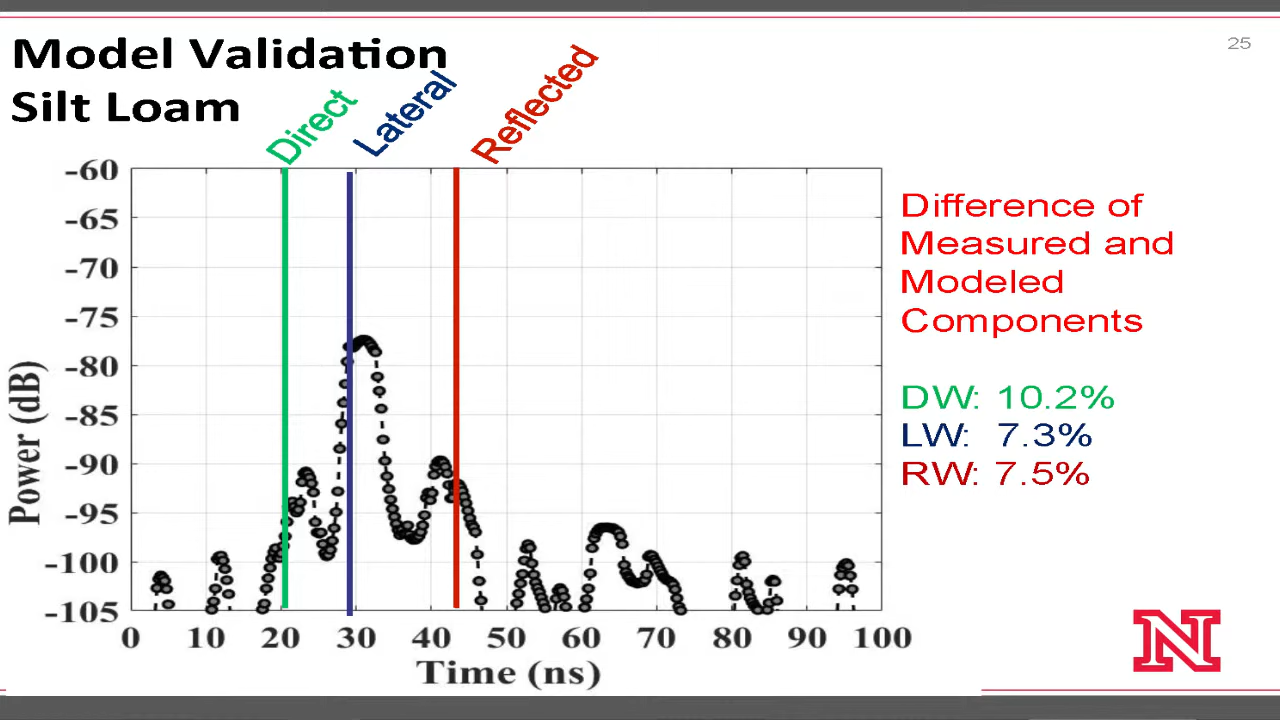 25
Model Validation
Silt Loam
Direct
Lateral
Reflected
-60
-65
-70
-75
-80
-85
-90
-95
-100
-105
0 10 20 30 40 50 60 70 80 90 100
Power (dB)
Time (ns)
Difference of
Measured and
Modeled
Components
DW: 10.2%
LW: 7.3%
RW: 7.5%
N